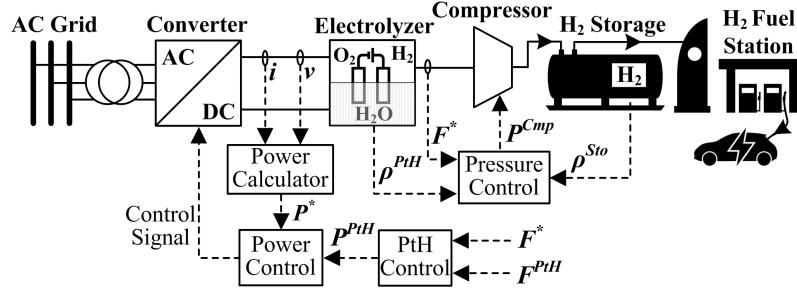 AC Grid
Converter
Electrolyzer
Compressor
H₂ Storage
H₂ Fuel
Station
AC
DC
i
v
O₂
H₂
H₂O
H₂
F*
P^Cmp
ρ^PtH
ρ^Sto
Power
Calculator
Pressure
Control
P*
Control
Signal
Power
Control
P^PtH
PtH
Control
F*
F^PtH